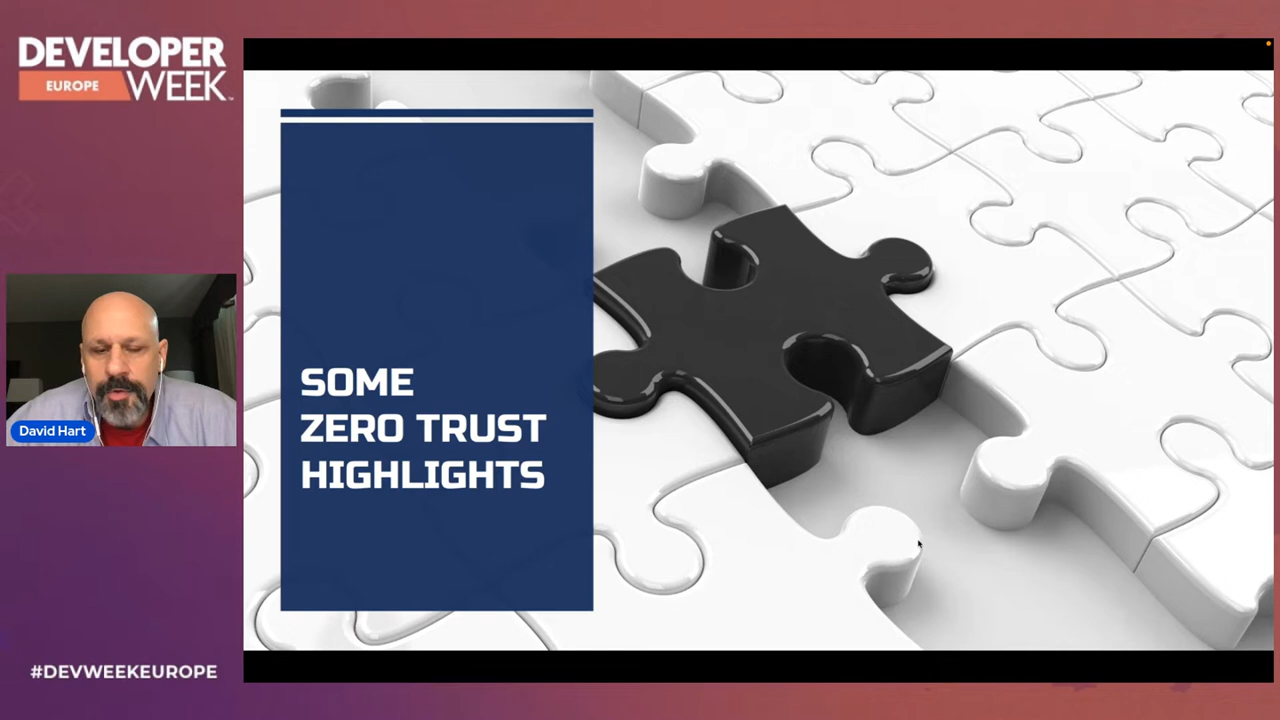 DEVELOPER
EUROPE
WEEK
David Hart
#DEVWEEKEUROPE
SOME
ZERO TRUST
HIGHLIGHTS